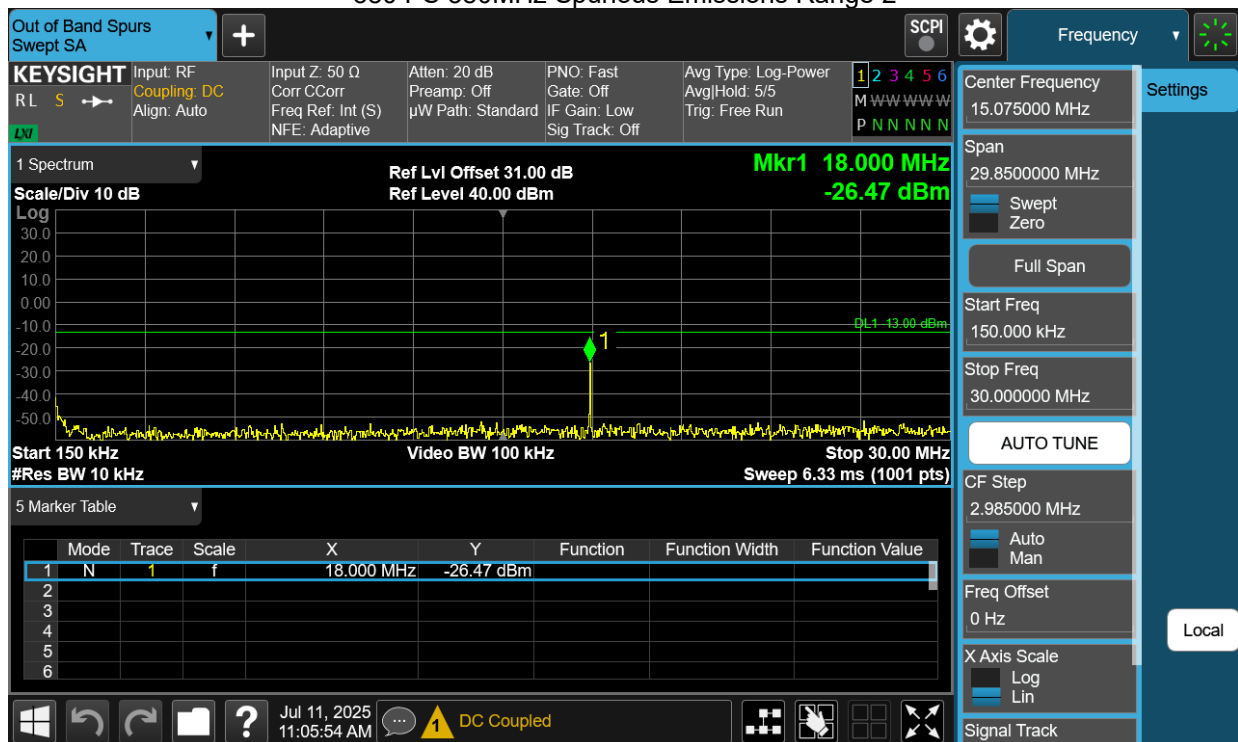 Out of Band Spurs
Swept SA
SCPI
Frequency
KEYSIGHT
RL S
LXI
Input: RF
Coupling: DC
Align: Auto
Input Z: 50 Ω
Corr CCorr
Freq Ref: Int (S)
NFE: Adaptive
Atten: 20 dB
Preamp: Off
µW Path: Standard
PNO: Fast
Gate: Off
IF Gain: Low
Sig Track: Off
Avg Type: Log-Power
Avg|Hold: 5/5
Trig: Free Run
1 2 3 4 5 6
M W W W W W
P N N N N N
1 Spectrum
Scale/Div 10 dB
Ref Lvl Offset 31.00 dB
Ref Level 40.00 dBm
Mkr1 18.000 MHz
-26.47 dBm
Log
30.0
20.0
10.0
0.00
-10.0
-20.0
-30.0
-40.0
-50.0
DL1 -13.00 dBm
1
Start 150 kHz
#Res BW 10 kHz
Video BW 100 kHz
Stop 30.00 MHz
Sweep 6.33 ms (1001 pts)
5 Marker Table
Mode Trace Scale X Y Function Function Width Function Value
1 N 1 f 18.000 MHz -26.47 dBm
2
3
4
5
6
Center Frequency
15.075000 MHz
Span
29.8500000 MHz
Swept
Zero
Full Span
Start Freq
150.000 kHz
Stop Freq
30.000000 MHz
AUTO TUNE
CF Step
2.985000 MHz
Auto
Man
Freq Offset
0 Hz
X Axis Scale
Log
Lin
Signal Track
Settings
Local
?
Jul 11, 2025
11:05:54 AM
1
DC Coupled